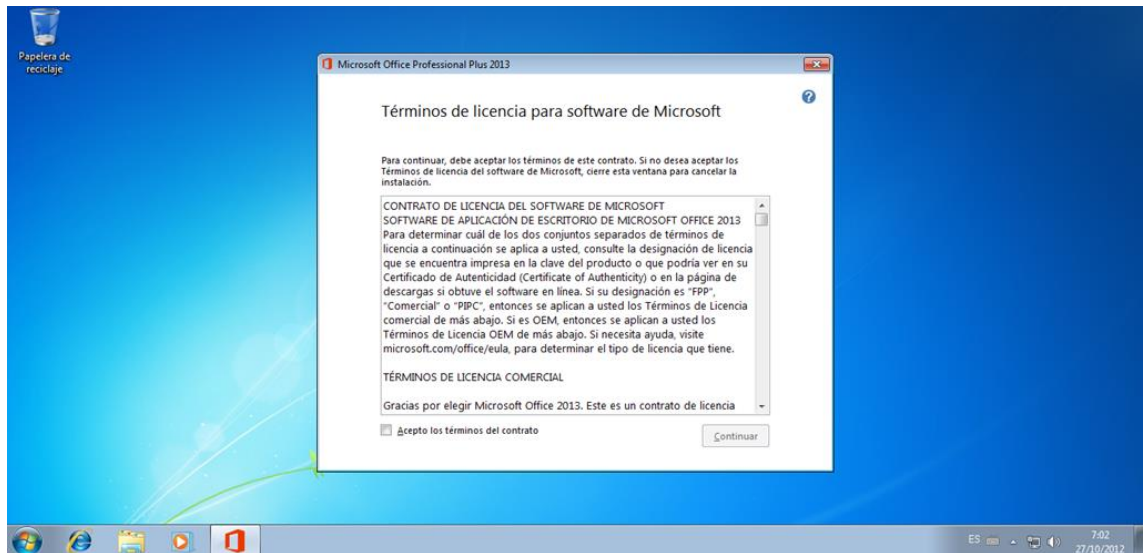 Papelera de
reciclaje
Microsoft Office Professional Plus 2013
Términos de licencia para software de Microsoft
Para continuar, debe aceptar los términos de este contrato. Si no desea aceptar los
Términos de licencia del software de Microsoft, cierre esta ventana para cancelar la
instalación.
CONTRATO DE LICENCIA DEL SOFTWARE DE MICROSOFT
SOFTWARE DE APLICACIÓN DE ESCRITORIO DE MICROSOFT OFFICE 2013
Para determinar cuál de los dos conjuntos separados de términos de
licencia a continuación se aplica a usted, consulte la designación de licencia
que se encuentra impresa en la clave del producto o que podría ver en su
Certificado de Autenticidad (Certificate of Authenticity) o en la página de
descargas si obtuve el software en línea. Si su designación es "FPP",
"Comercial" o "PIPC", entonces se aplican a usted los Términos de Licencia
comercial de más abajo. Si es OEM, entonces se aplican a usted los
Términos de Licencia OEM de más abajo. Si necesita ayuda, visite
microsoft.com/office/eula, para determinar el tipo de licencia que tiene.
TÉRMINOS DE LICENCIA COMERCIAL
Gracias por elegir Microsoft Office 2013. Este es un contrato de licencia
Acepto los términos del contrato
Continuar
ES
7:02
27/10/2012